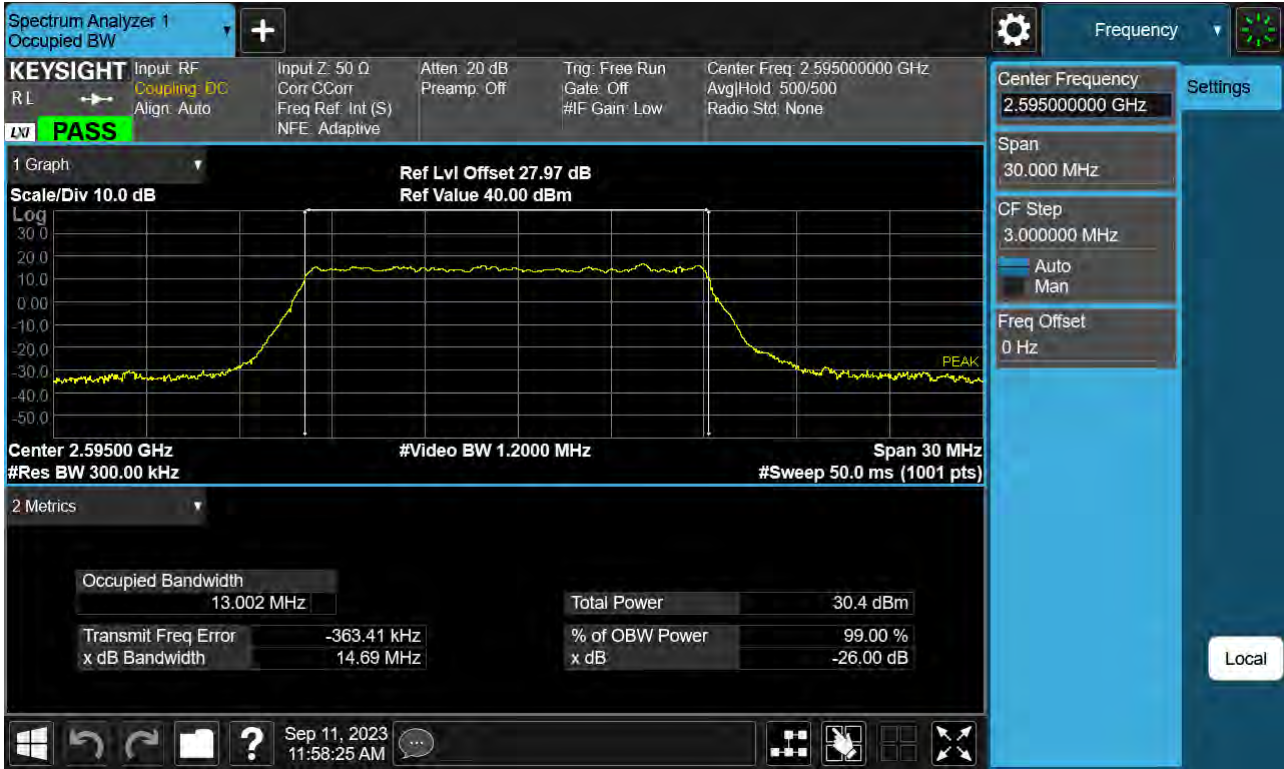 Spectrum Analyzer 1
Occupied BW
+
Frequency
KEYSIGHT
R L
LXI PASS
Input: RF
Coupling: DC
Align: Auto
Input Z: 50 Ω
Corr CCorr
Freq Ref: Int (S)
NFE: Adaptive
Atten: 20 dB
Preamp: Off
Trig: Free Run
Gate: Off
#IF Gain: Low
Center Freq: 2.595000000 GHz
Avg|Hold: 500/500
Radio Std: None
Center Frequency
2.595000000 GHz
Settings
Span
30.000 MHz
CF Step
3.000000 MHz
Auto
Man
Freq Offset
0 Hz
1 Graph
Ref Lvl Offset 27.97 dB
Scale/Div 10.0 dB
Ref Value 40.00 dBm
Log
30.0
20.0
10.0
0.00
-10.0
-20.0
-30.0
-40.0
-50.0
PEAK
Center 2.59500 GHz
#Video BW 1.2000 MHz
Span 30 MHz
#Res BW 300.00 kHz
#Sweep 50.0 ms (1001 pts)
2 Metrics
Occupied Bandwidth
13.002 MHz
Total Power 30.4 dBm
Transmit Freq Error -363.41 kHz
% of OBW Power 99.00 %
x dB Bandwidth 14.69 MHz
x dB -26.00 dB
Local
?
Sep 11, 2023
11:58:25 AM